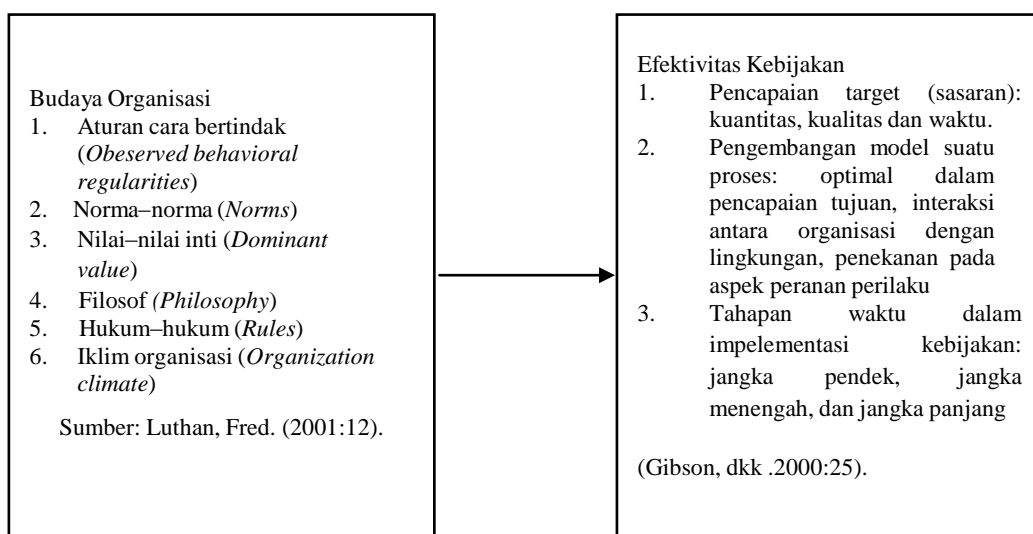 Budaya Organisasi
1. Aturan cara bertindak
(Obeserved behavioral
regularities)
2. Norma–norma (Norms)
3. Nilai–nilai inti (Dominant
value)
4. Filosof (Philosophy)
5. Hukum–hukum (Rules)
6. Iklim organisasi (Organization
climate)
Sumber: Luthan, Fred. (2001:12).
Efektivitas Kebijakan
1. Pencapaian target (sasaran):
kuantitas, kualitas dan waktu.
2. Pengembangan model suatu
proses: optimal dalam
pencapaian tujuan, interaksi
antara organisasi dengan
lingkungan, penekanan pada
aspek peranan perilaku
3. Tahapan waktu dalam
impelementasi kebijakan:
jangka pendek, jangka
menengah, dan jangka panjang
(Gibson, dkk .2000:25).